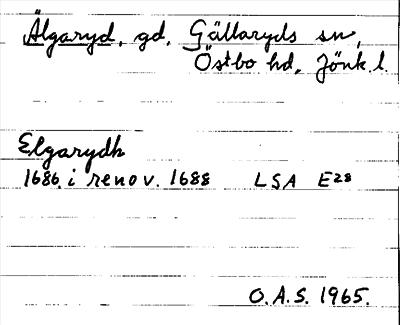 Älgaryd, gd, Gällaryds sn,
Östbo hd, Jönk. l.
Elgarydh
1686 i renov. 1688 LSA E28
O.A.S. 1965.